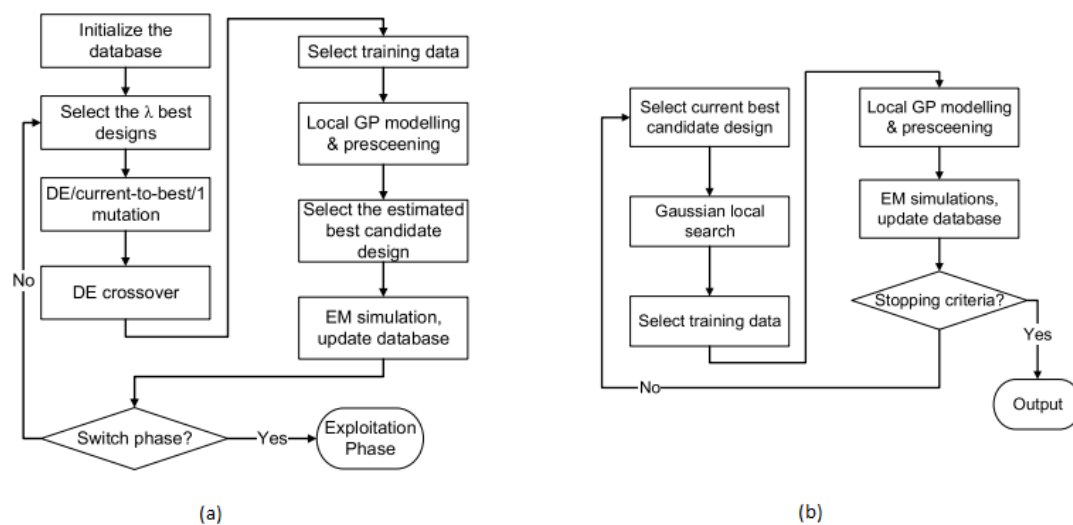 Initialize the
database
Select the λ best
designs
DE/current-to-best/1
mutation
DE crossover
Select training data
Local GP modelling
& presceening
Select the estimated
best candidate
design
EM simulation,
update database
Switch phase?
No
Yes
Exploitation
Phase
(a)
Select current best
candidate design
Gaussian local
search
Select training data
Local GP modelling
& presceening
EM simulations,
update database
Stopping criteria?
No
Yes
Output
(b)